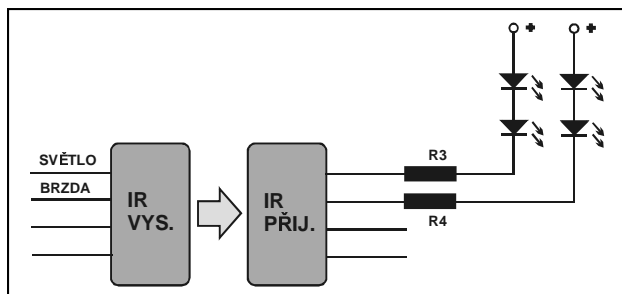 + +
SVĚTLO
BRZDA
IR
VYS.
IR
PŘIJ.
R3
R4